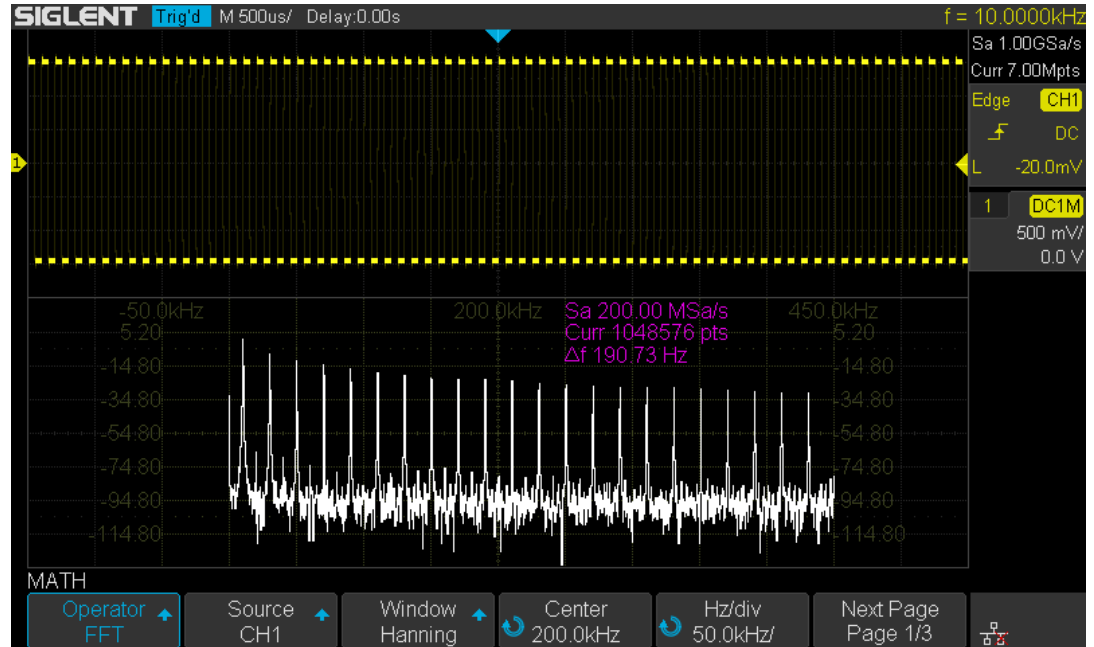 SIGLENT Trig'd M 500us/ Delay:0.00s f = 10.0000kHz
Sa 1.00GSa/s
Curr 7.00Mpts
Edge CH1
DC
L -20.0mV
1
1 DC1M
500 mV/
0.0 V
-50.0kHz 200.0kHz 450.0kHz
Sa 200.00 MSa/s
Curr 1048576 pts
Δf 190.73 Hz
5.20 5.20
-14.80 -14.80
-34.80 -34.80
-54.80 -54.80
-74.80 -74.80
-94.80 -94.80
-114.80 -114.80
MATH
Operator Source Window Center Hz/div Next Page
FFT CH1 Hanning 200.0kHz 50.0kHz/ Page 1/3